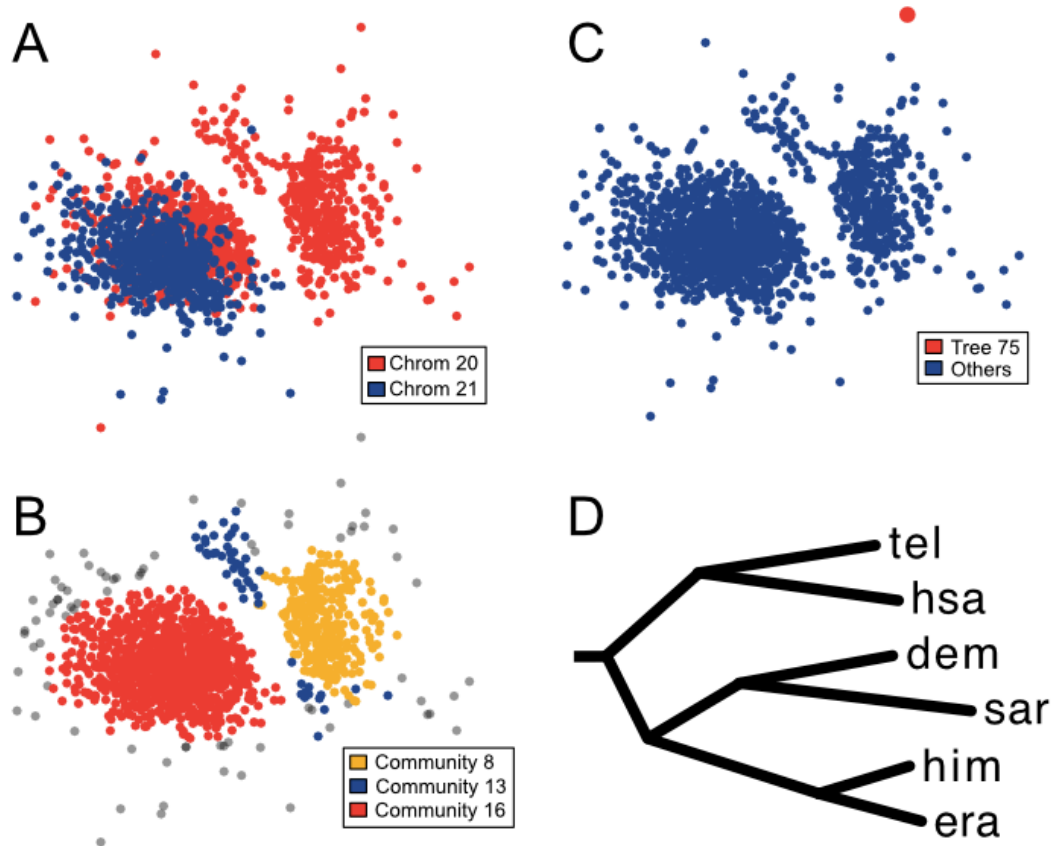 A
Chrom 20
Chrom 21
C
Tree 75
Others
B
Community 8
Community 13
Community 16
D
tel
hsa
dem
sar
him
era